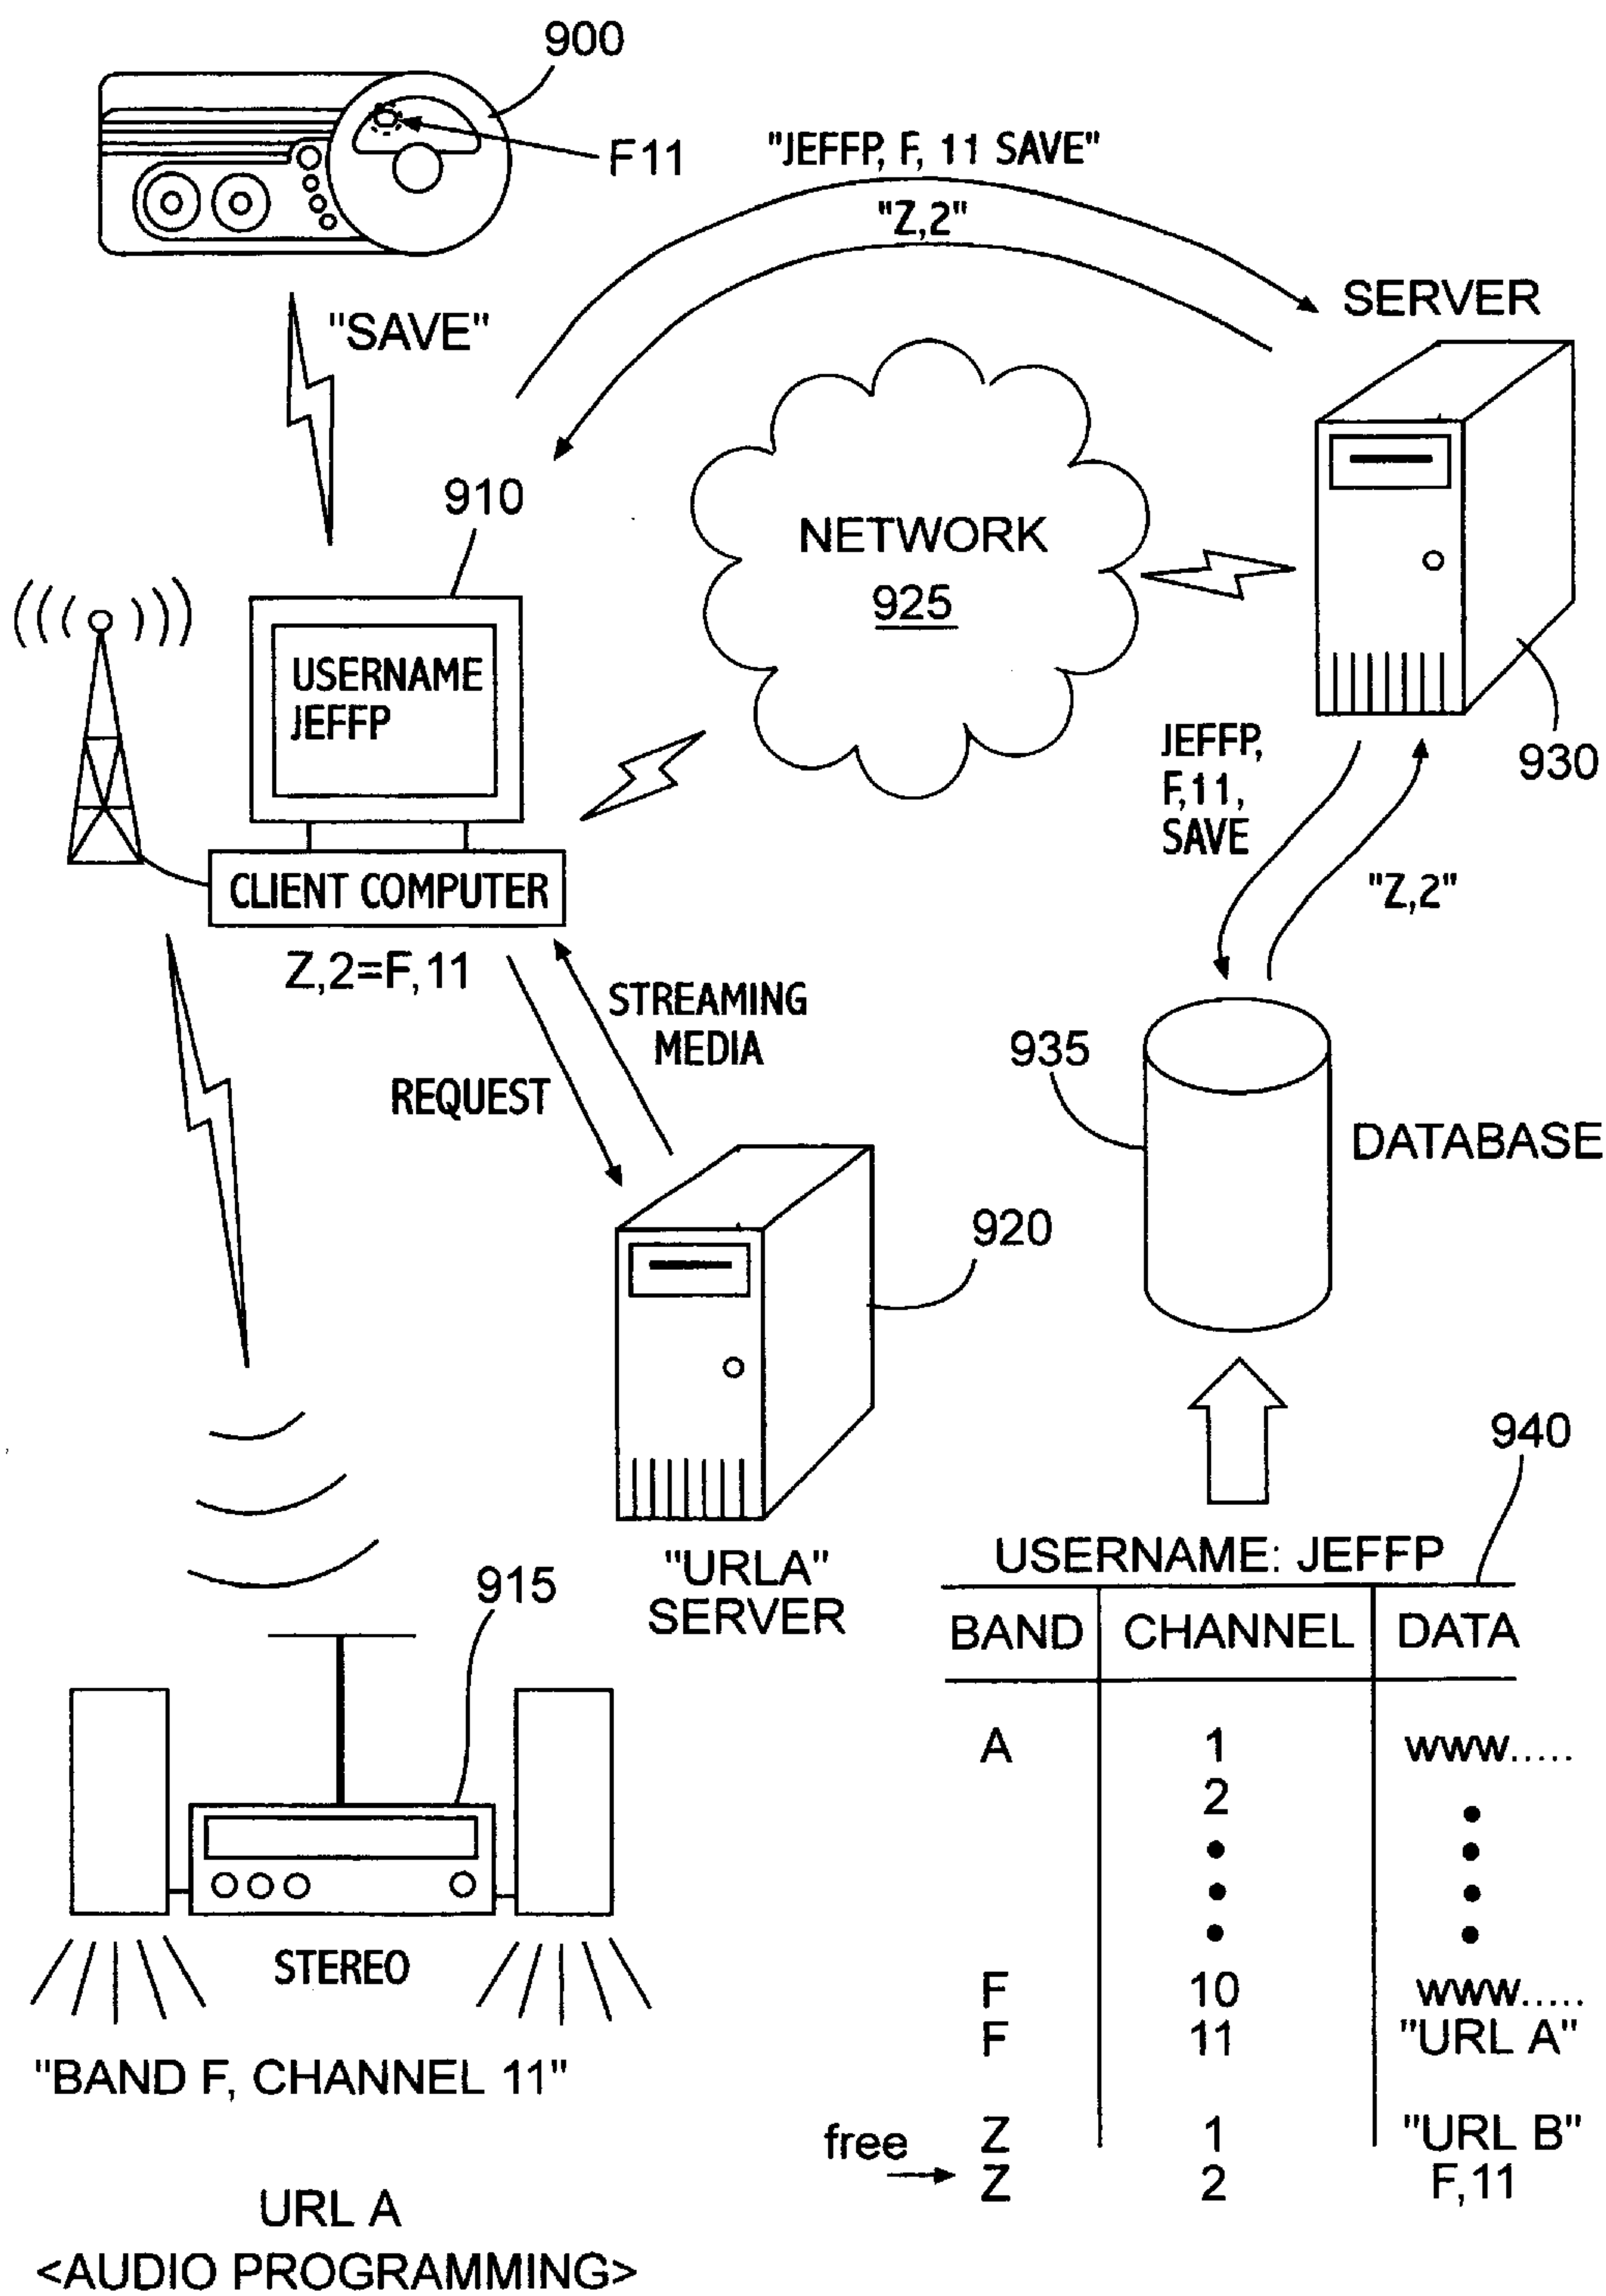 900
F11
"JEFFP, F, 11 SAVE"
"Z,2"
SERVER
"SAVE"
910
NETWORK
925
USERNAME
JEFFP
930
JEFFP,
F,11,
SAVE
"Z,2"
CLIENT COMPUTER
Z,2=F,11
STREAMING
MEDIA
REQUEST
935
DATABASE
920
940
"URLA"
SERVER
915
USERNAME: JEFFP
BAND CHANNEL DATA
A 1 www.....
2
F 10 www.....
F 11 "URL A"
Z 1 "URL B"
free
Z 2 F,11
STEREO
"BAND F, CHANNEL 11"
URL A
<AUDIO PROGRAMMING>